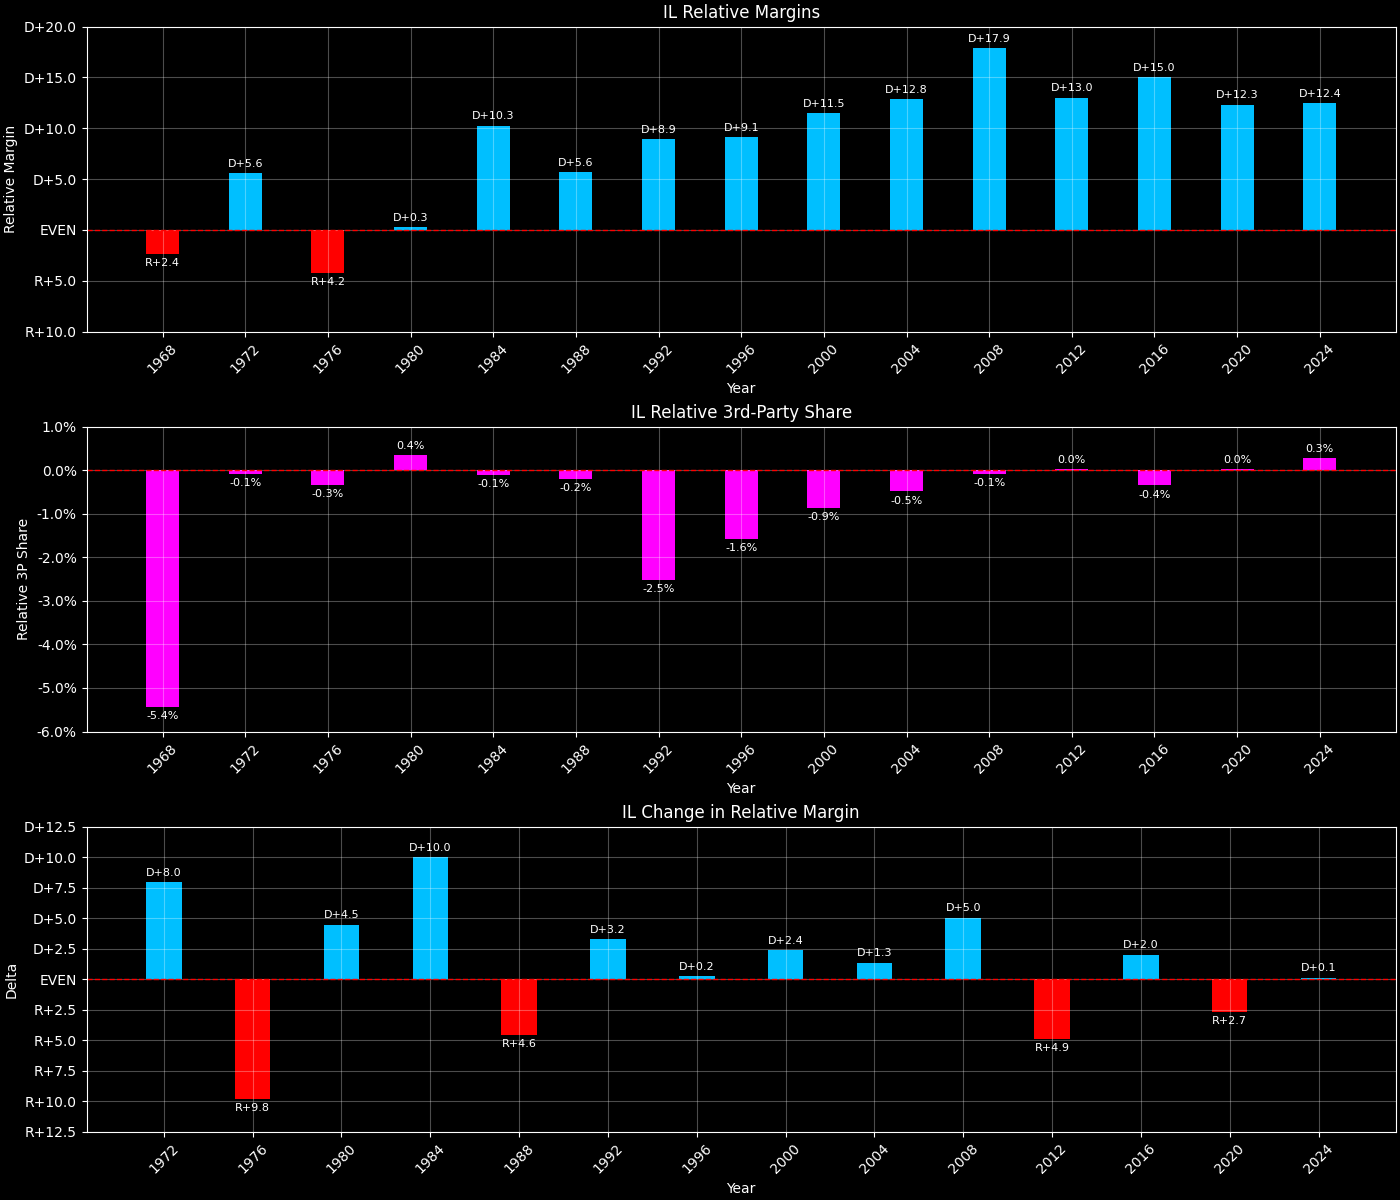 IL Relative Margins
Relative Margin
D+20.0
D+15.0
D+10.0
D+5.0
EVEN
R+5.0
R+10.0
R+2.4
D+5.6
R+4.2
D+0.3
D+10.3
D+5.6
D+8.9
D+9.1
D+11.5
D+12.8
D+17.9
D+13.0
D+15.0
D+12.3
D+12.4
1968
1972
1976
1980
1984
1988
1992
1996
2000
2004
2008
2012
2016
2020
2024
Year
IL Relative 3rd-Party Share
Relative 3P Share
1.0%
0.0%
-1.0%
-2.0%
-3.0%
-4.0%
-5.0%
-6.0%
-5.4%
-0.1%
-0.3%
0.4%
-0.1%
-0.2%
-2.5%
-1.6%
-0.9%
-0.5%
-0.1%
0.0%
-0.4%
0.0%
0.3%
1968
1972
1976
1980
1984
1988
1992
1996
2000
2004
2008
2012
2016
2020
2024
Year
IL Change in Relative Margin
Delta
D+12.5
D+10.0
D+7.5
D+5.0
D+2.5
EVEN
R+2.5
R+5.0
R+7.5
R+10.0
R+12.5
D+8.0
R+9.8
D+4.5
D+10.0
R+4.6
D+3.2
D+0.2
D+2.4
D+1.3
D+5.0
R+4.9
D+2.0
R+2.7
D+0.1
1972
1976
1980
1984
1988
1992
1996
2000
2004
2008
2012
2016
2020
2024
Year